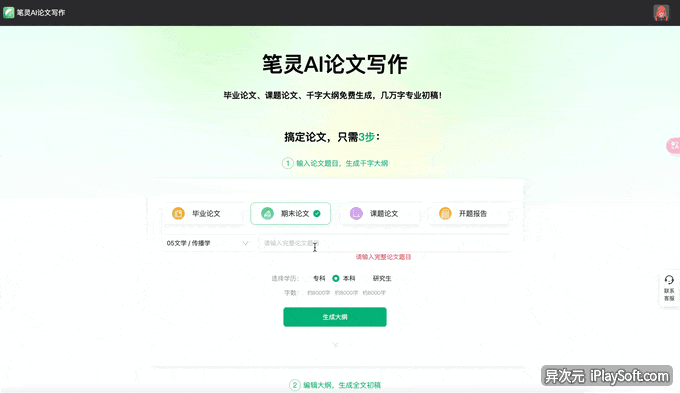 笔灵AI论文写作
笔灵AI论文写作
毕业论文、课题论文、千字大纲免费生成，几万字专业初稿！
搞定论文，只需3步：
1 输入论文题目，生成千字大纲
毕业论文 期末论文 课题论文 开题报告
05文学 / 传播学 请输入完整论文题目
请输入完整论文题目
选择学历： 专科 本科 研究生
字数： 约8000字 约8000字 约8000字
生成大纲
联系
客服
2 编辑大纲，生成全文初稿
异次元 iPlaySoft.com